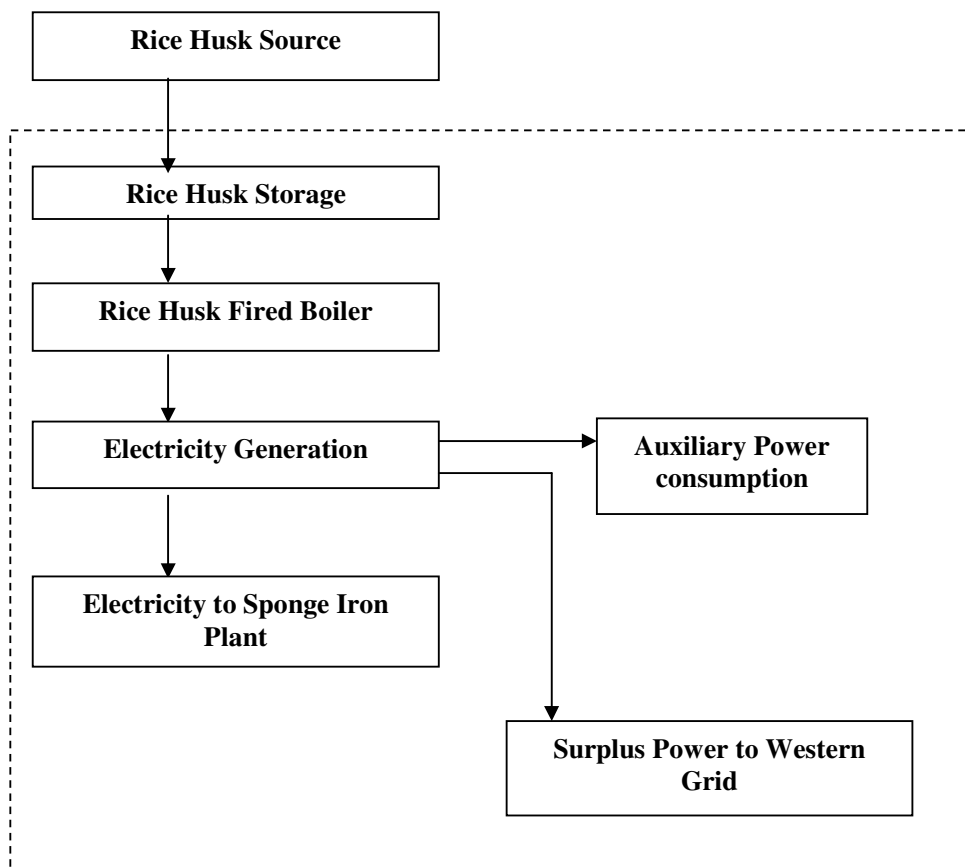 Rice Husk Source
Rice Husk Storage
Rice Husk Fired Boiler
Electricity Generation
Auxiliary Power
consumption
Electricity to Sponge Iron
Plant
Surplus Power to Western
Grid